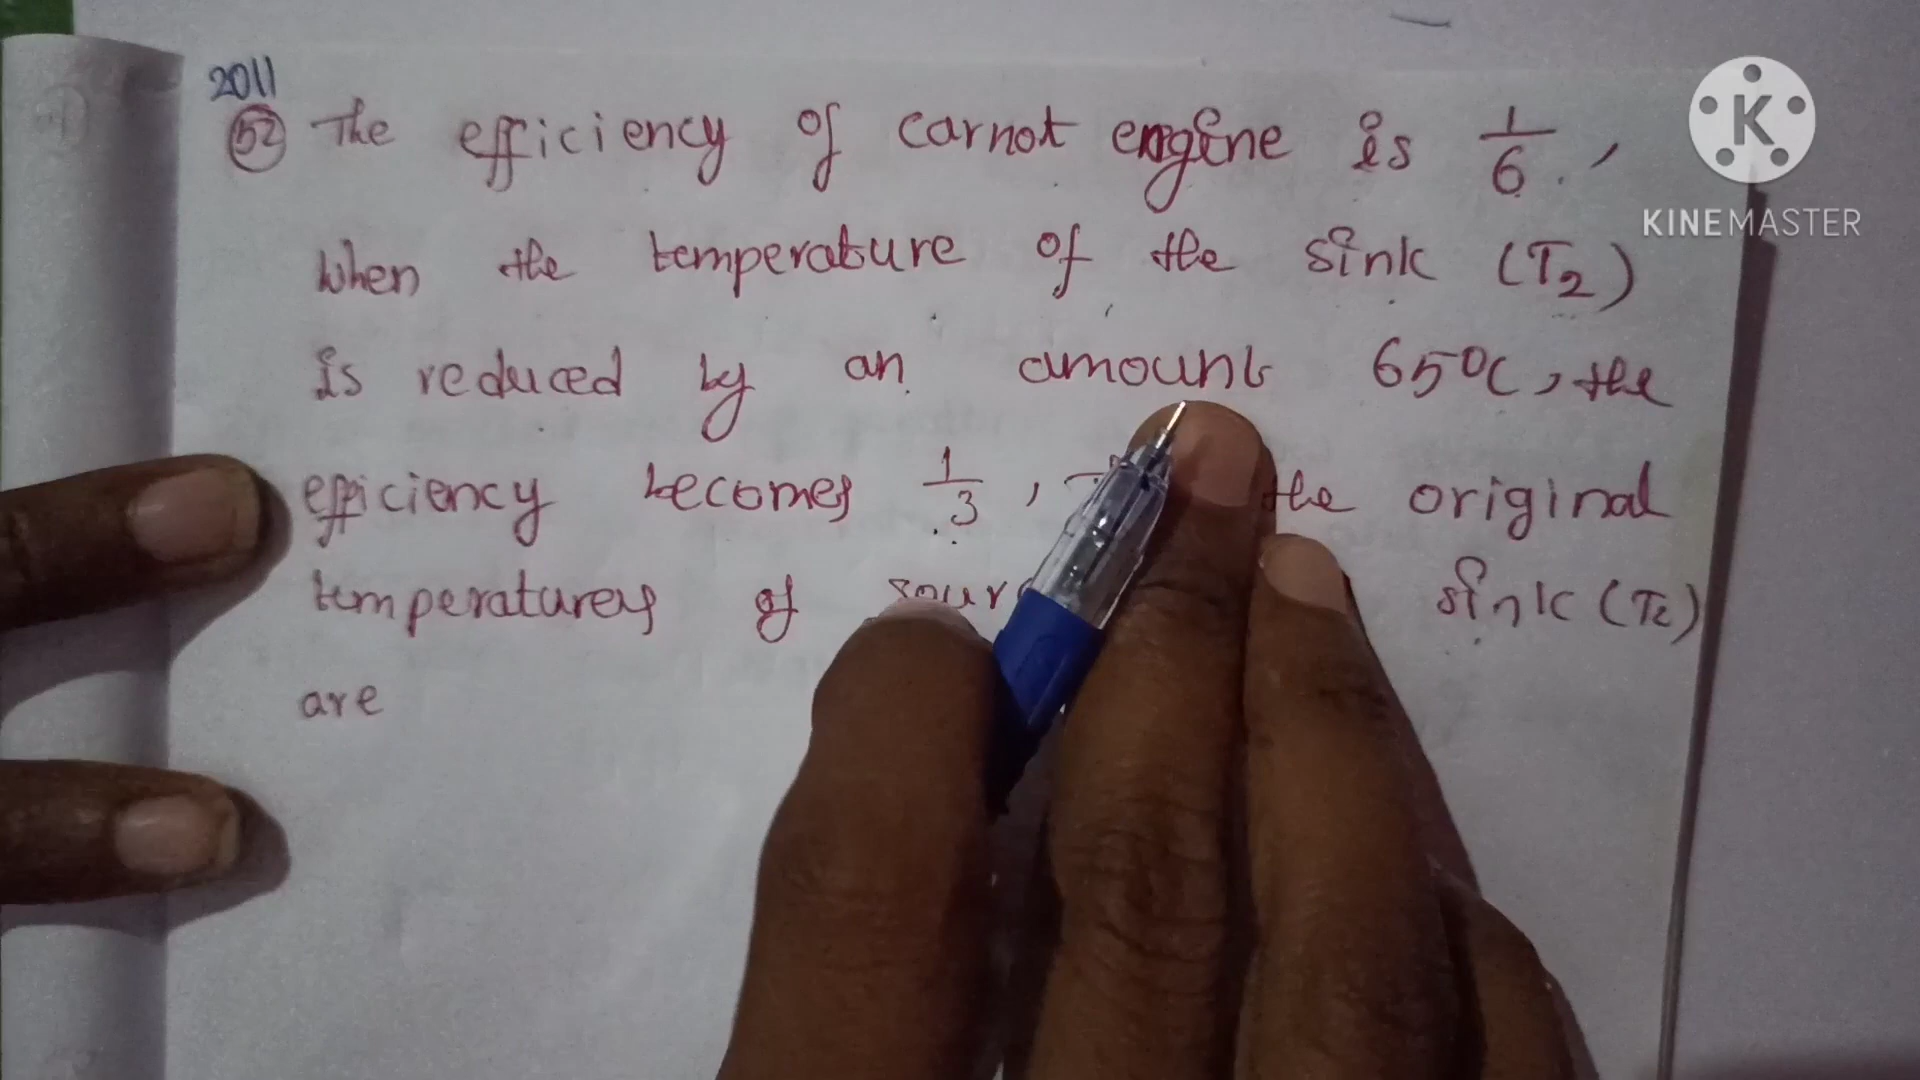 2011
52 The efficiency of carnot engine is 1/6,
when the temperature of the sink (T2)
is reduced by an amount 65°C, the
efficiency becomes 1/3, the original
temperatures of sink (T2)
are
K
KINEMASTER